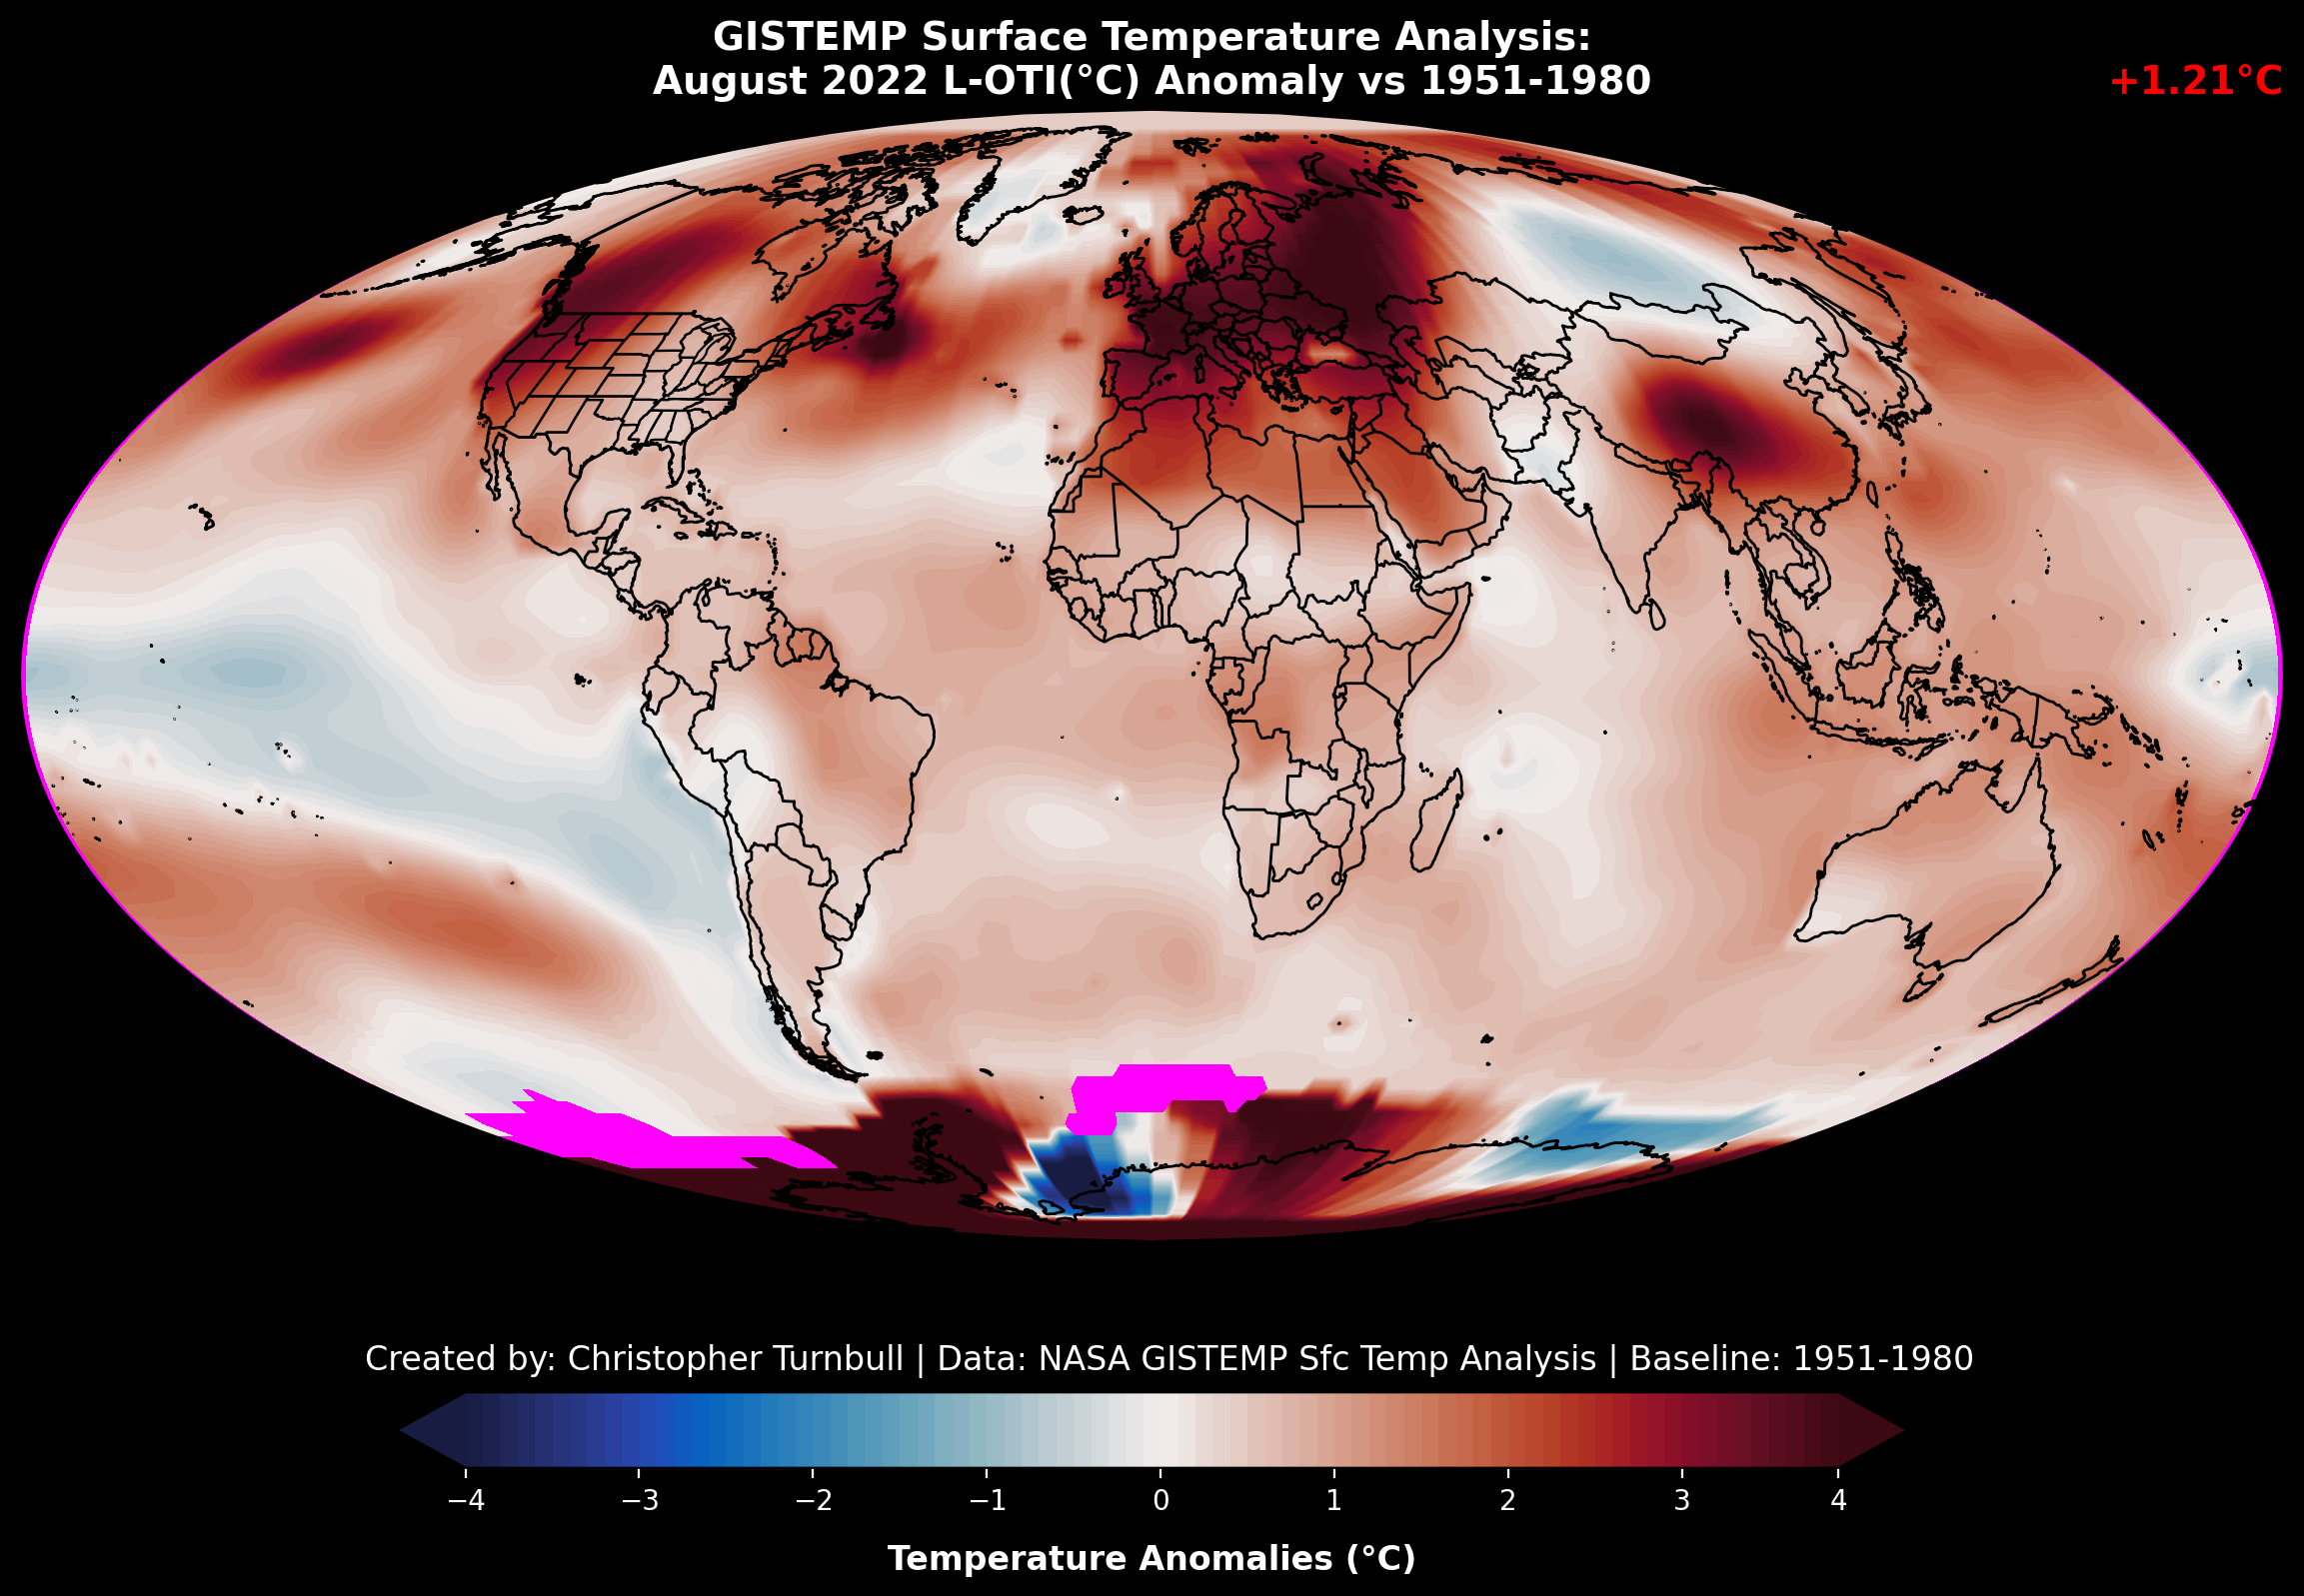 GISTEMP Surface Temperature Analysis:
August 2022 L-OTI(°C) Anomaly vs 1951-1980
+1.21°C
Created by: Christopher Turnbull | Data: NASA GISTEMP Sfc Temp Analysis | Baseline: 1951-1980
−4 −3 −2 −1 0 1 2 3 4
Temperature Anomalies (°C)